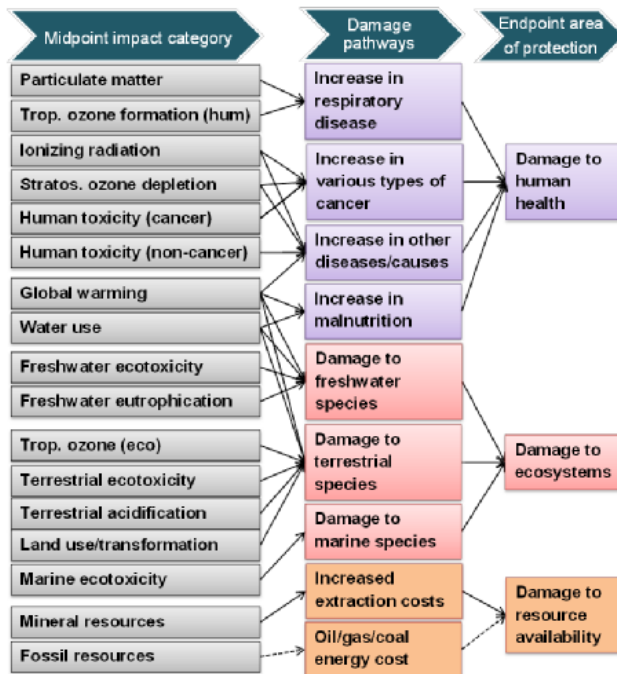 Midpoint impact category
Damage
pathways
Endpoint area
of protection
Particulate matter
Trop. ozone formation (hum)
Ionizing radiation
Stratos. ozone depletion
Human toxicity (cancer)
Human toxicity (non-cancer)
Global warming
Water use
Freshwater ecotoxicity
Freshwater eutrophication
Trop. ozone (eco)
Terrestrial ecotoxicity
Terrestrial acidification
Land use/transformation
Marine ecotoxicity
Mineral resources
Fossil resources
Increase in
respiratory
disease
Increase in
various types of
cancer
Increase in other
diseases/causes
Increase in
malnutrition
Damage to
freshwater
species
Damage to
terrestrial
species
Damage to
marine species
Increased
extraction costs
Oil/gas/coal
energy cost
Damage to
human
health
Damage to
ecosystems
Damage to
resource
availability